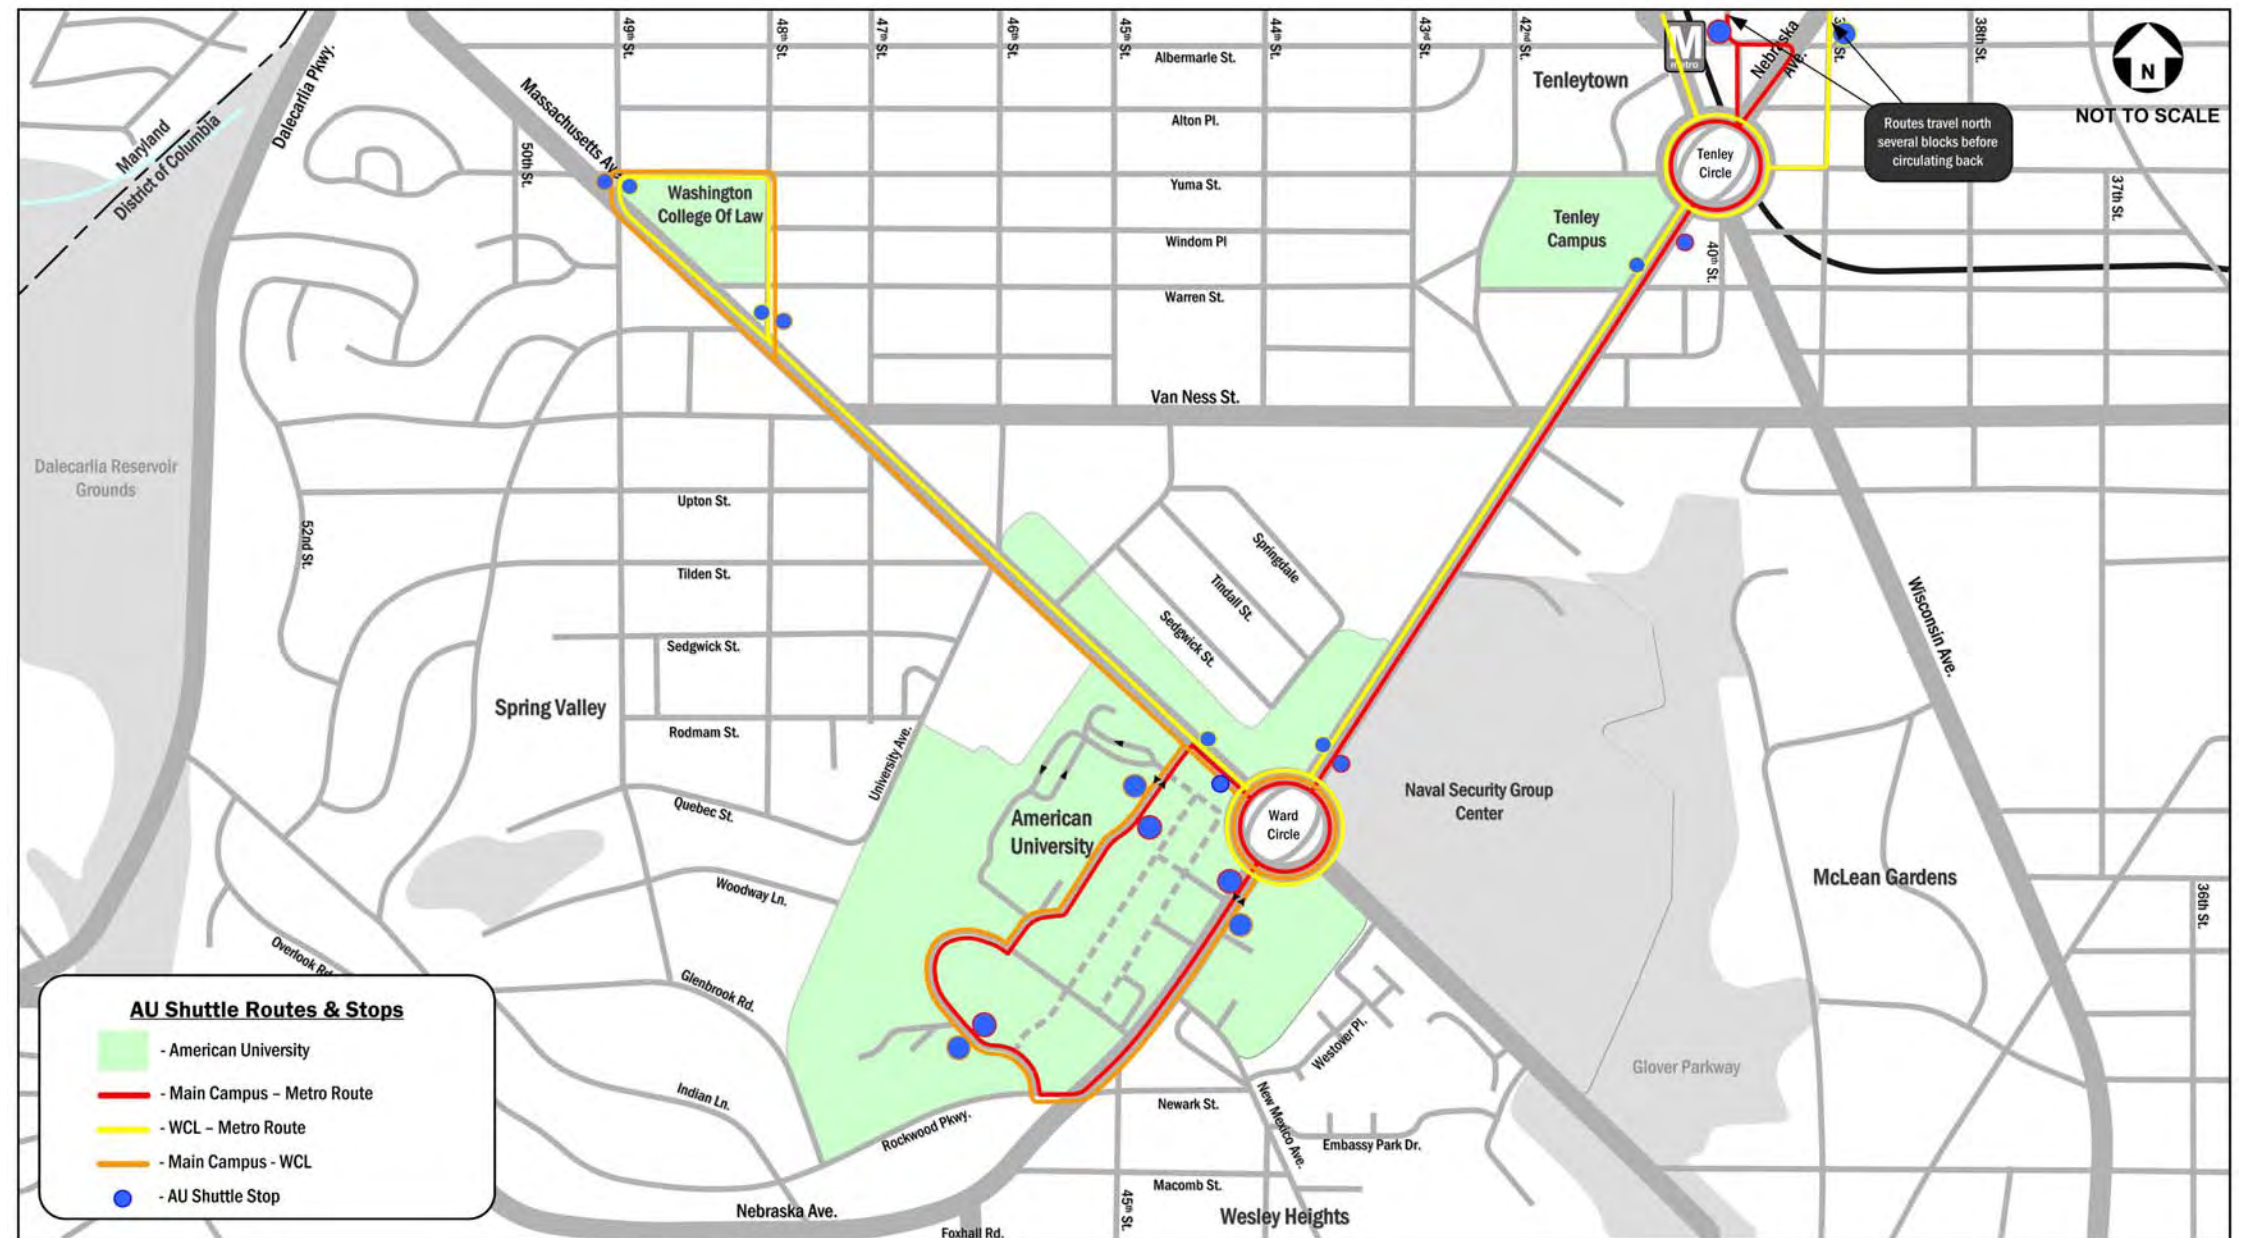 49th St.
48th St.
47th St.
46th St.
45th St.
44th St.
43rd St.
42nd St.
38th St.
M
metro
Nebraska
Ave.
St.
N
NOT TO SCALE
Albermarle St.
Tenleytown
Dalecarlia Pkwy.
Massachusetts Ave
Alton Pl.
Routes travel north
several blocks before
circulating back
Maryland
District of Columbia
50th St.
Tenley
Circle
Washington
College Of Law
Yuma St.
37th St.
Tenley
Campus
Windom Pl
40th St.
Warren St.
Van Ness St.
Dalecarlia Reservoir
Grounds
Upton St.
52nd St.
Springdale
Tilden St.
Tindall St.
Sedgwick St.
Wisconsin Ave.
Sedgwick St.
Spring Valley
Rodmam St.
University Ave.
Quebec St.
American
University
Ward
Circle
Naval Security Group
Center
McLean Gardens
Woodway Ln.
36th St.
Overlook Rd
Glenbrook Rd.
Westover Pl.
Glover Parkway
Indian Ln.
Newark St.
New Mexico Ave.
Rockwood Pkwy.
Embassy Park Dr.
Macomb St.
45th St.
Nebraska Ave.
Wesley Heights
Foxhall Rd.
AU Shuttle Routes & Stops
- American University
- Main Campus – Metro Route
- WCL – Metro Route
- Main Campus - WCL
- AU Shuttle Stop